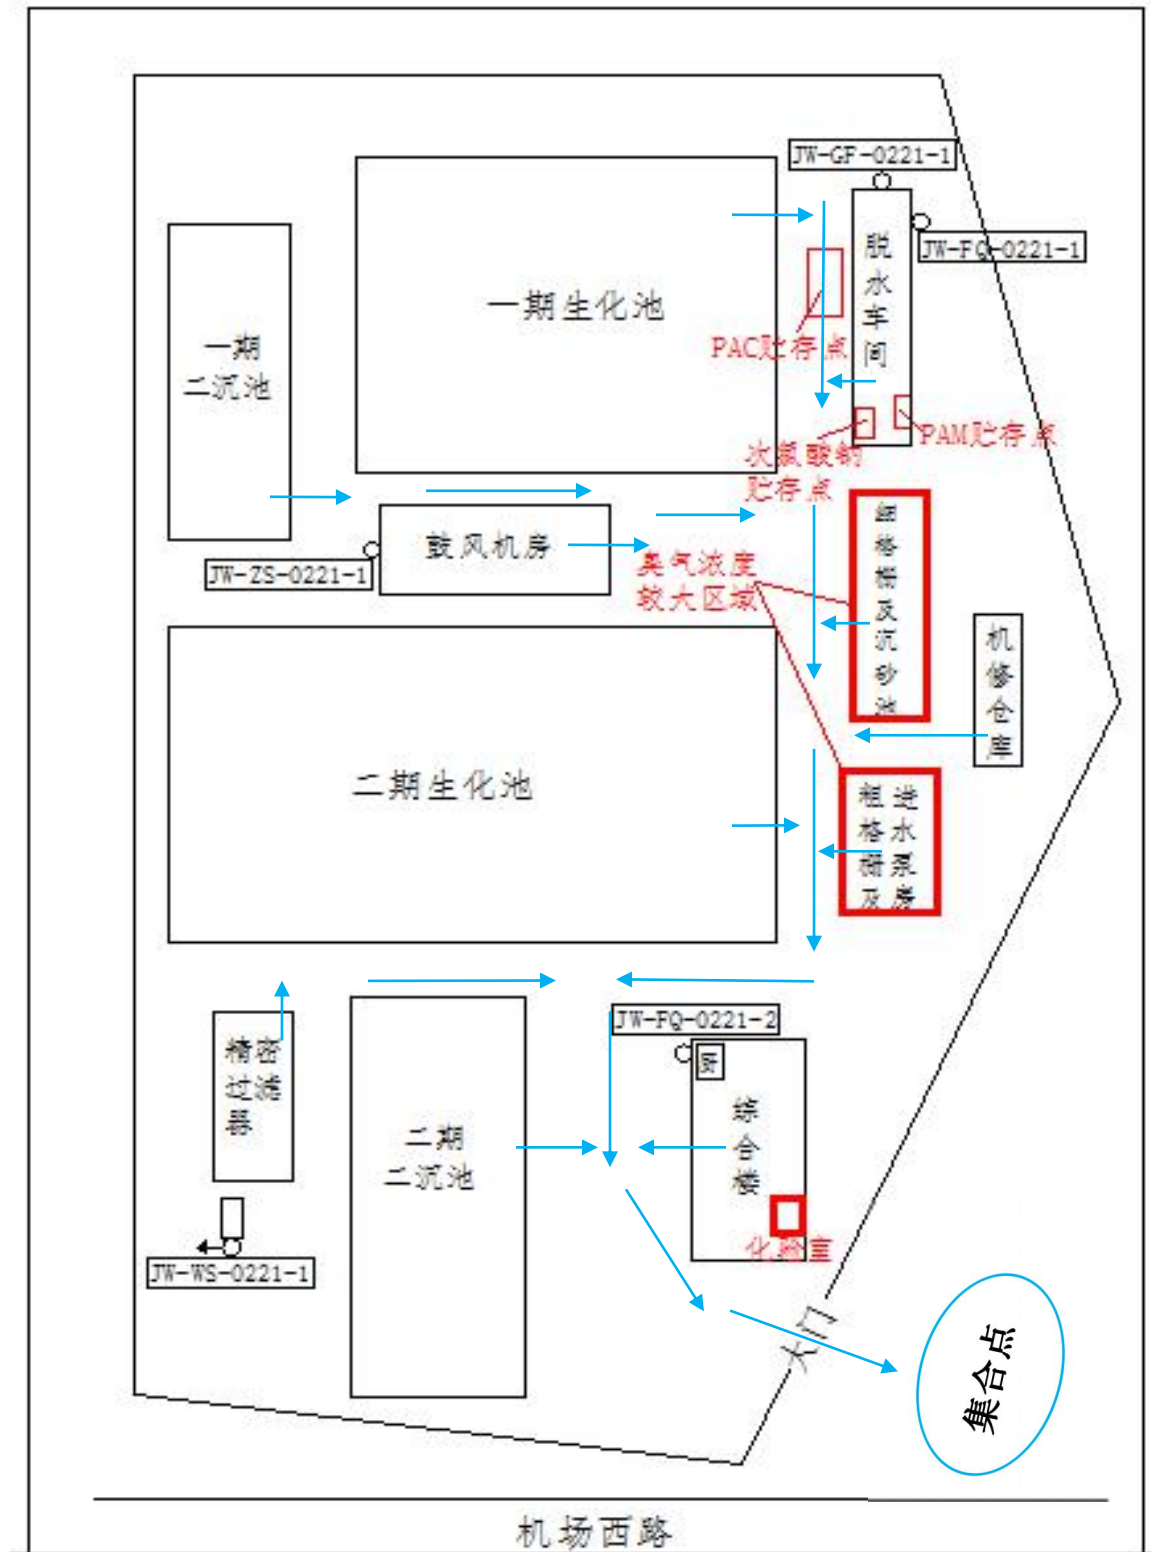 JW-GF-0221-1
脱水车间
JW-FQ-0221-1
一期生化池
一期
二沉池
PAC贮存点
PAM贮存点
次氯酸钠
贮存点
细格栅及沉砂池
鼓风机房
JW-ZS-0221-1
臭气浓度
较大区域
机修仓库
二期生化池
粗格栅及
进水泵房
JW-FQ-0221-2
厨
精密
过滤
器
综合楼
二期
二沉池
化验室
JW-WS-0221-1
大门
集合点
机场西路